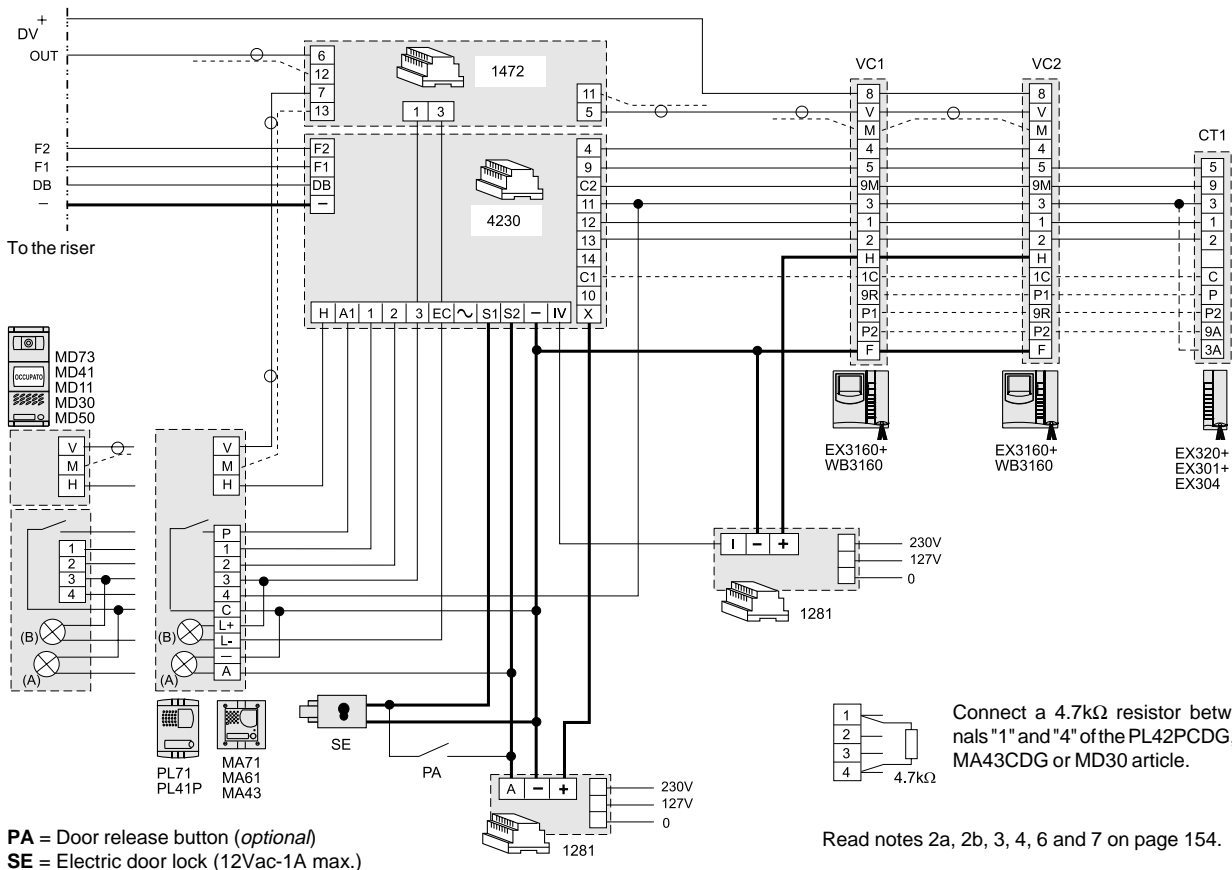 DV
+
OUT
F2
F1
DB
−
To the riser
6
12
7
13
1472
1 3
11
5
F2
F1
DB
−
4230
4
9
C2
11
12
13
14
C1
10
X
H A1 1 2 3 EC ~ S1 S2 − IV
VC1
8
V
M
4
5
9M
3
1
2
H
1C
9R
P1
P2
F
EX3160+
WB3160
VC2
8
V
M
4
5
9M
3
1
2
H
1C
P1
9R
P2
F
EX3160+
WB3160
CT1
5
9
3
1
2
C
P
P2
9A
3A
EX320+
EX301+
EX304
OCCUPATO
MD73
MD41
MD11
MD30
MD50
V
M
H
1
2
3
4
(B)
(A)
V
M
H
P
1
2
3
4
C
L+
L-
−
A
(B)
(A)
PL71
PL41P
MA71
MA61
MA43
SE
PA
I − +
230V
127V
0
1281
A − +
230V
127V
0
1281
1
2
3
4
4.7kΩ
Connect a 4.7kΩ resistor betw
nals "1" and "4" of the PL42PCDG
MA43CDG or MD30 article.
PA = Door release button (optional)
SE = Electric door lock (12Vac-1A max.)
Read notes 2a, 2b, 3, 4, 6 and 7 on page 154.